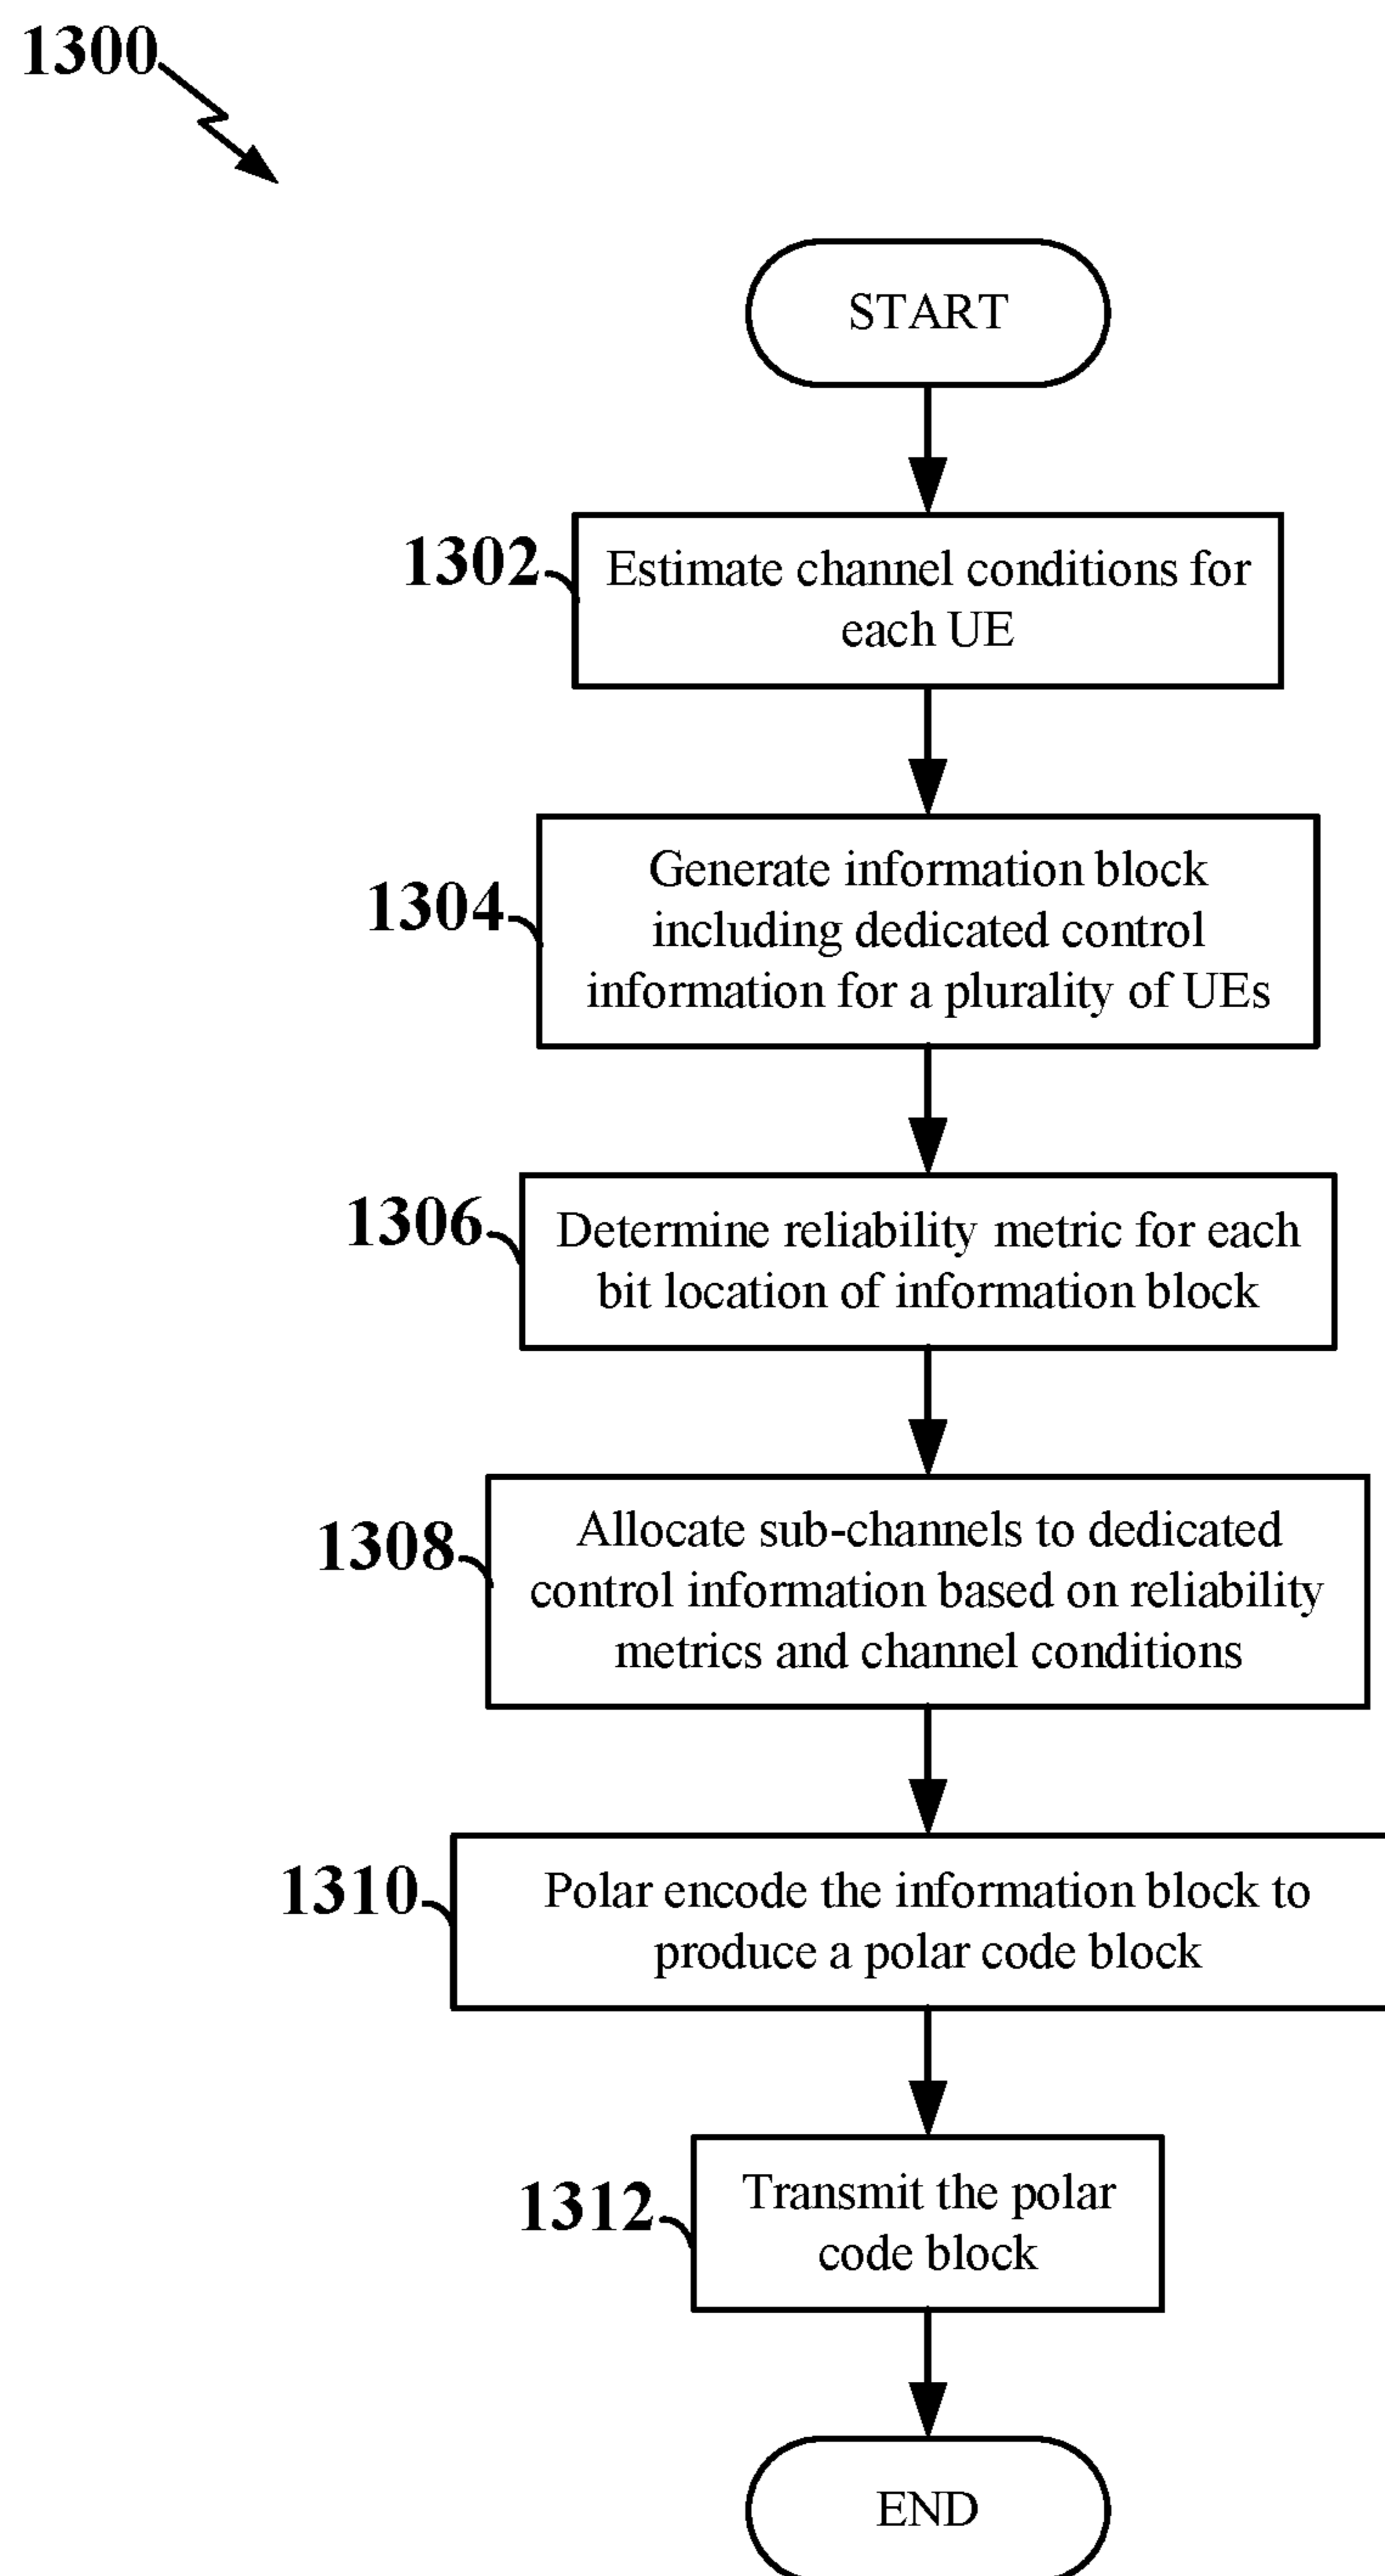 1300
START
1302
Estimate channel conditions for
each UE
1304
Generate information block
including dedicated control
information for a plurality of UEs
1306
Determine reliability metric for each
bit location of information block
1308
Allocate sub-channels to dedicated
control information based on reliability
metrics and channel conditions
1310
Polar encode the information block to
produce a polar code block
1312
Transmit the polar
code block
END